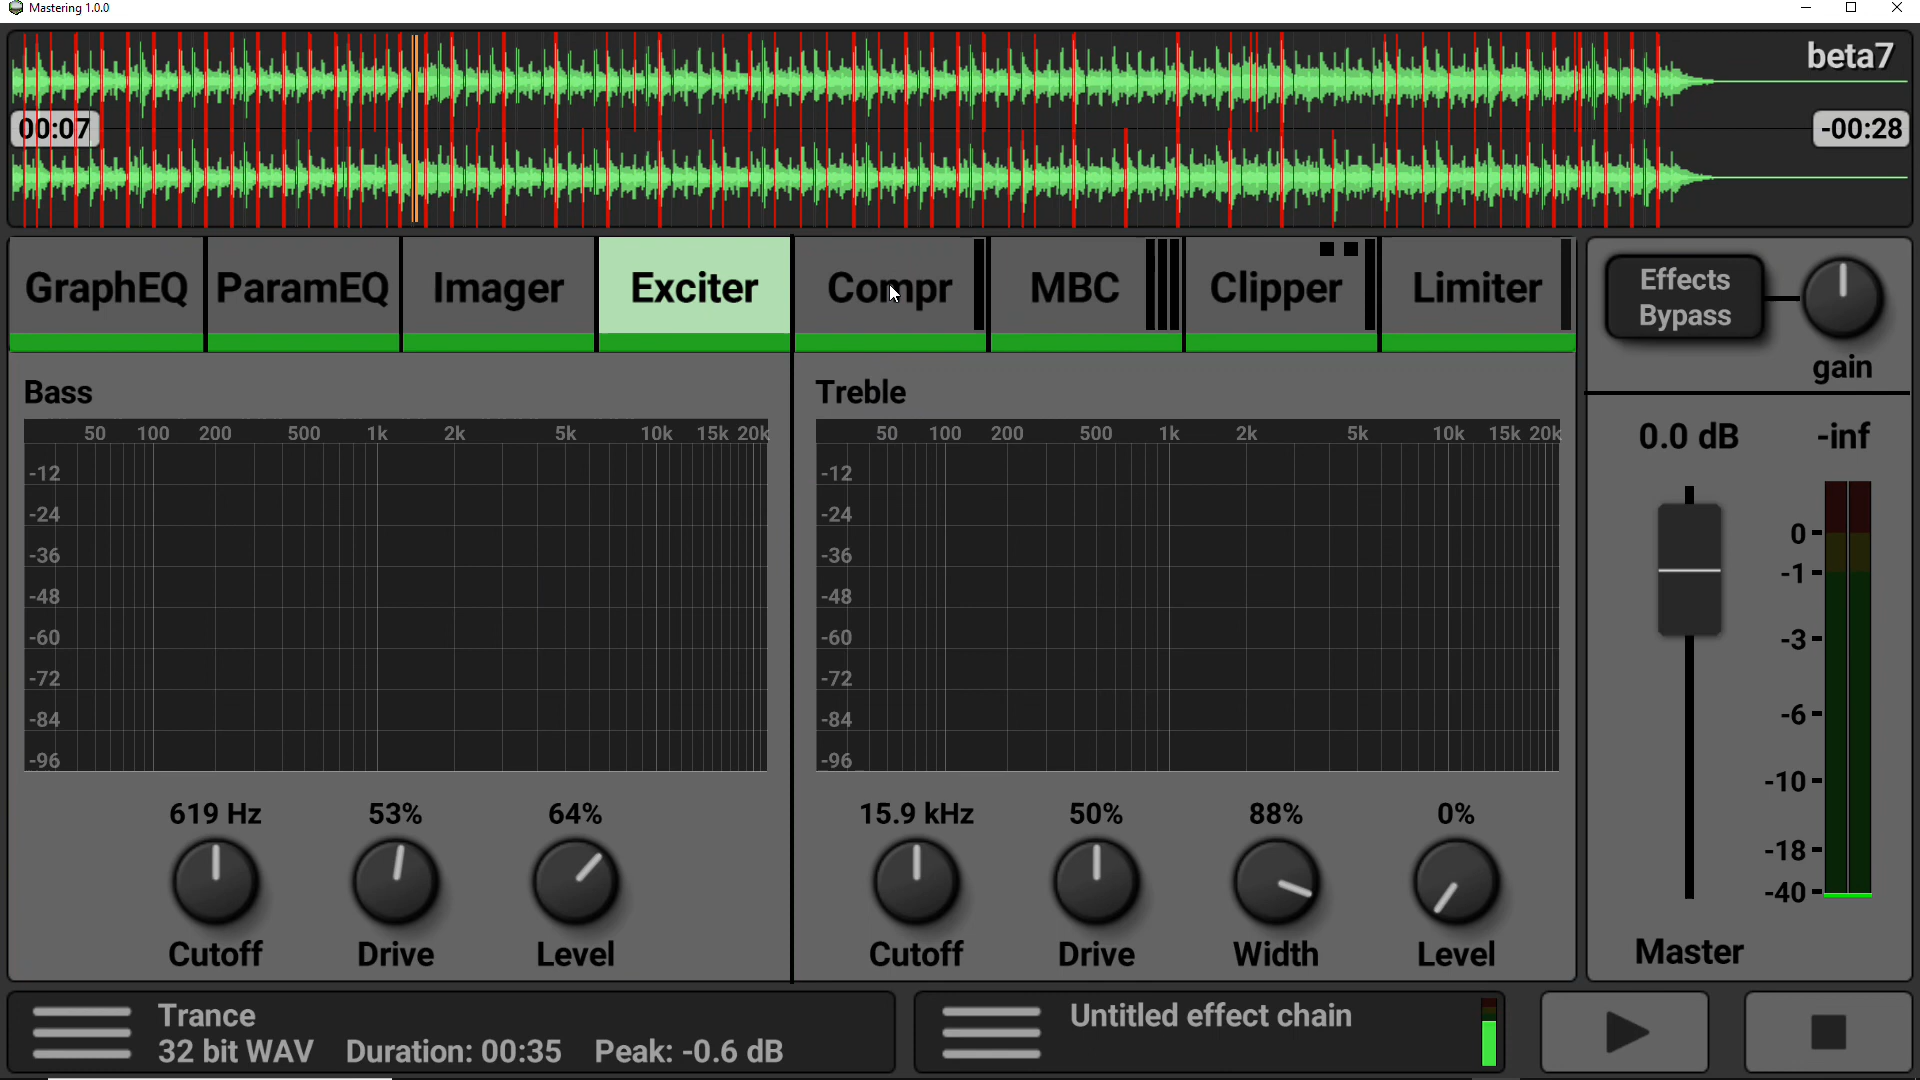 Mastering 1.0.0
beta7
00:07
-00:28
GraphEQ
ParamEQ
Imager
Exciter
Compr
MBC
Clipper
Limiter
Effects
Bypass
gain
Bass
50 100 200 500 1k 2k 5k 10k 15k 20k
-12
-24
-36
-48
-60
-72
-84
-96
619 Hz 53% 64%
Cutoff Drive Level
Treble
50 100 200 500 1k 2k 5k 10k 15k 20k
-12
-24
-36
-48
-60
-72
-84
-96
15.9 kHz 50% 88% 0%
Cutoff Drive Width Level
0.0 dB -inf
0
-1
-3
-6
-10
-18
-40
Master
Trance
32 bit WAV Duration: 00:35 Peak: -0.6 dB
Untitled effect chain